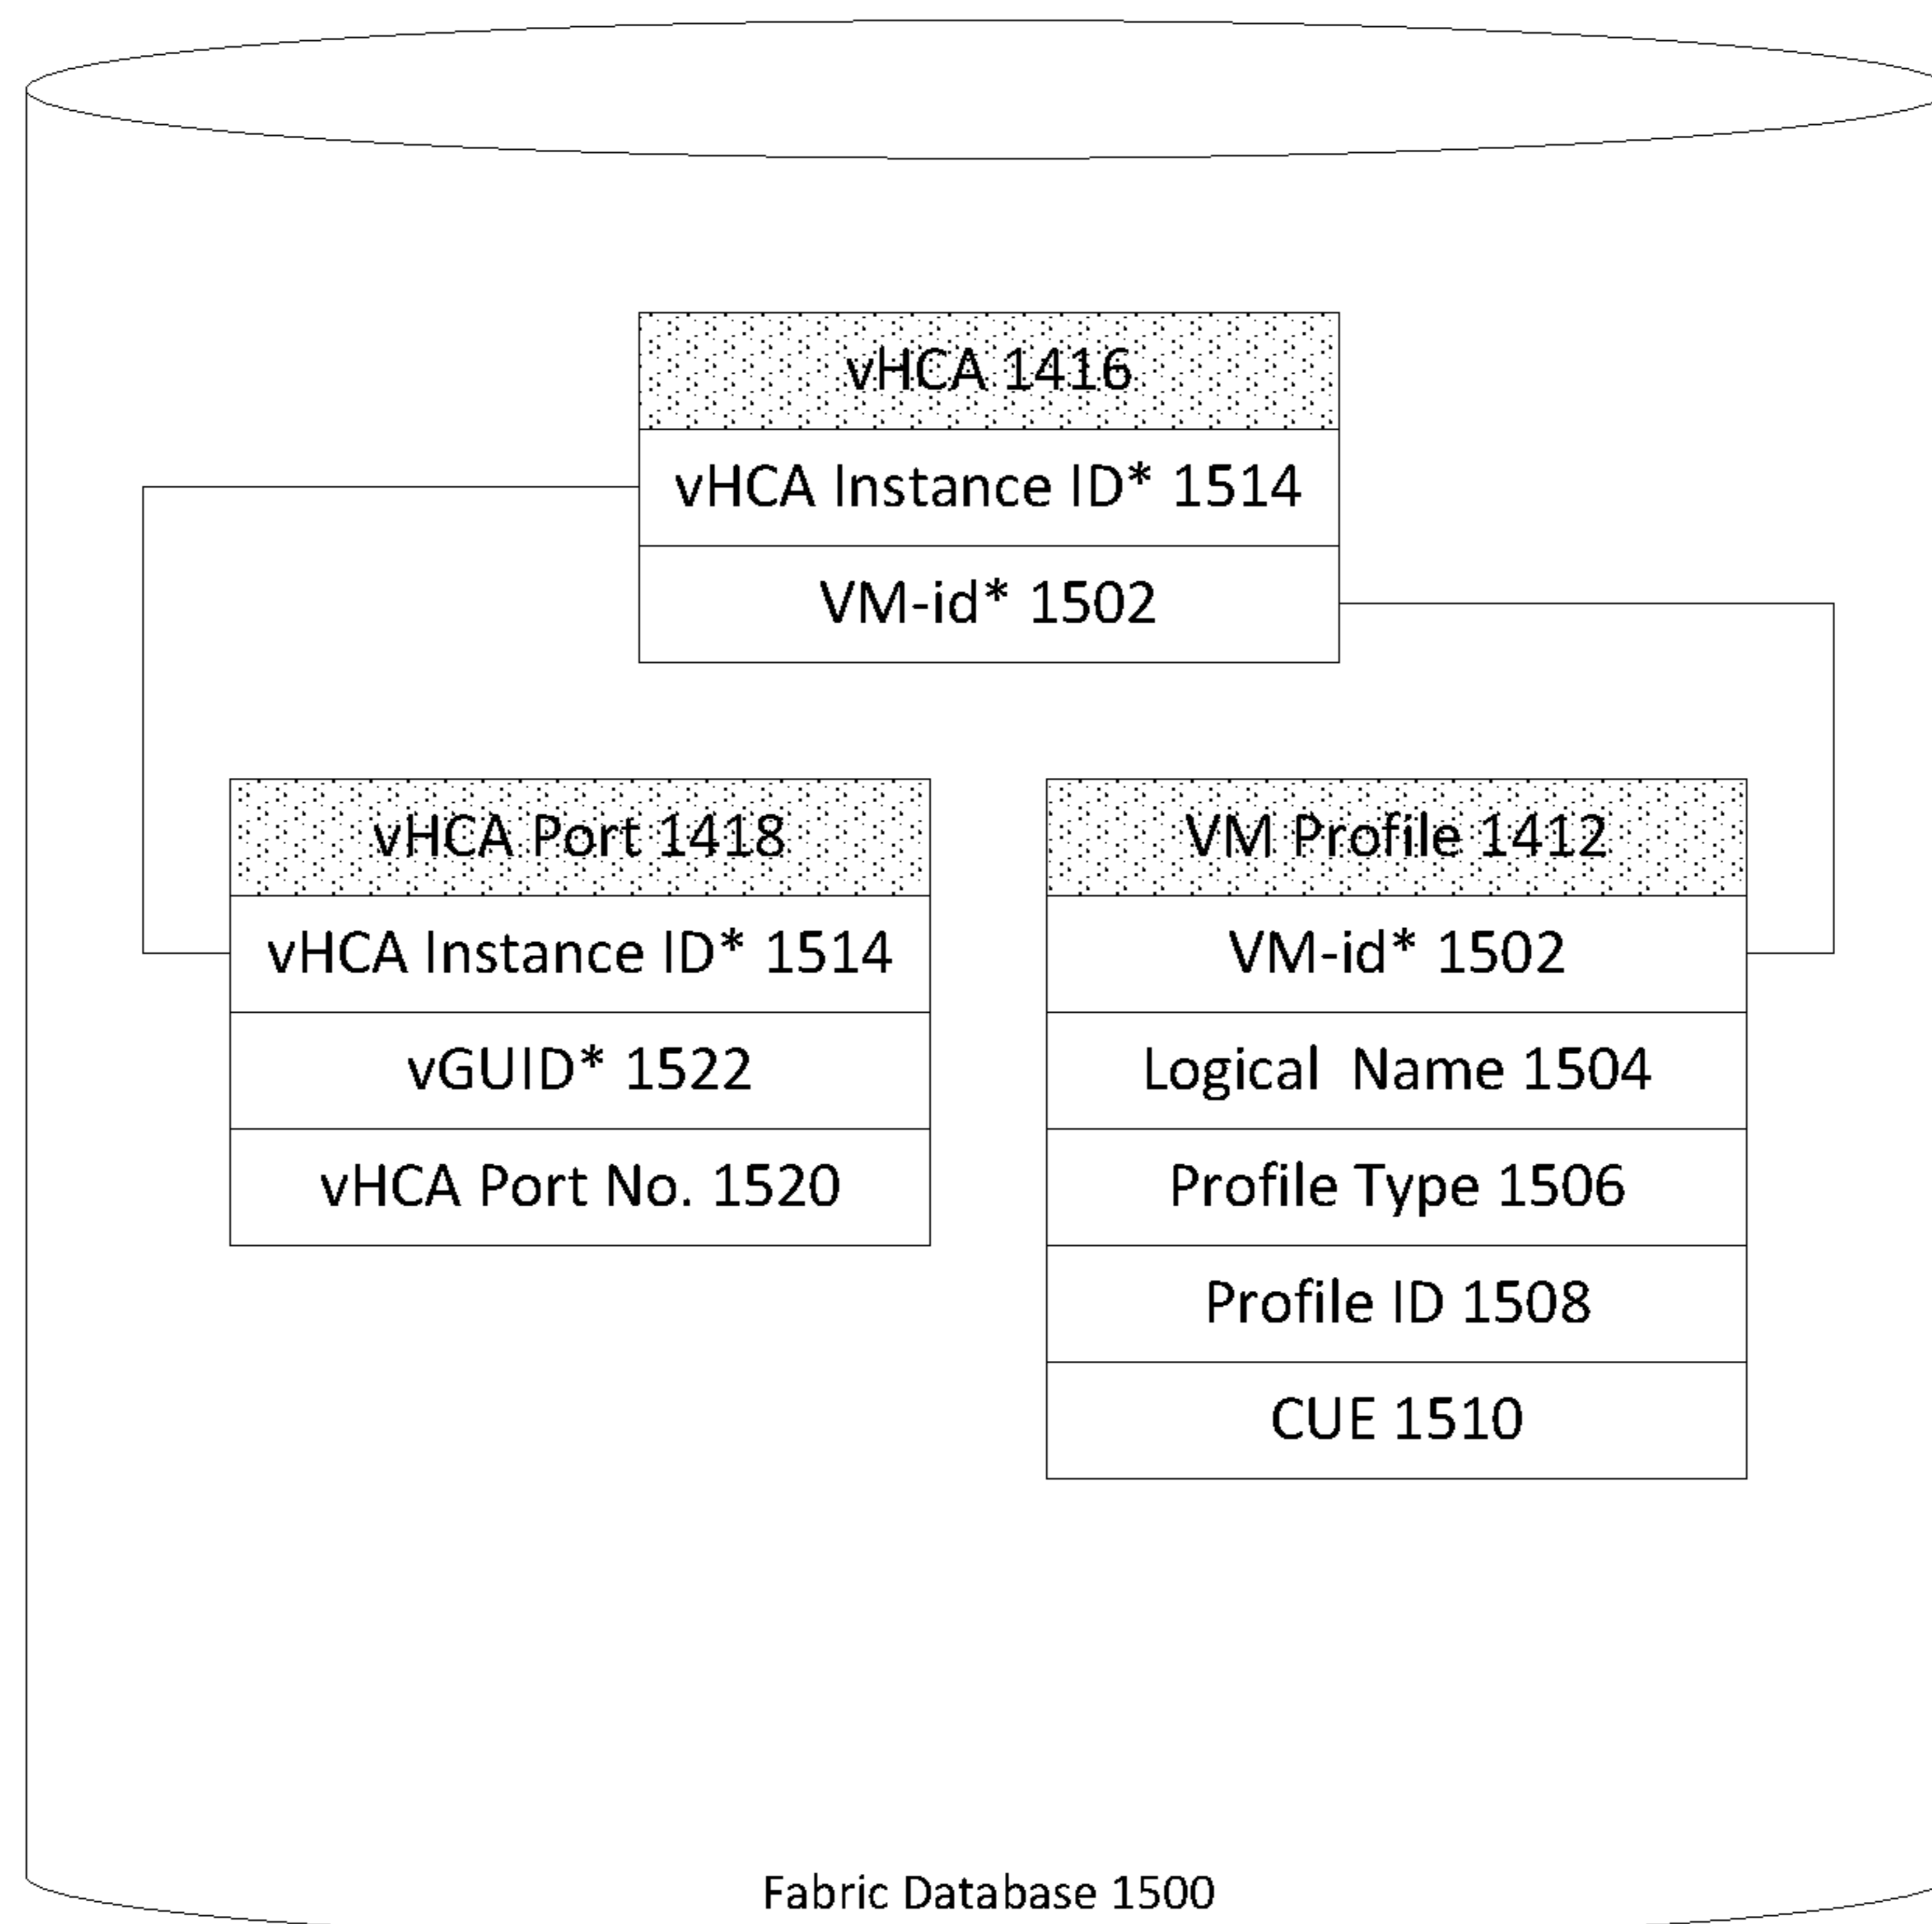 vHCA 1416
vHCA Instance ID* 1514
VM-id* 1502
vHCA Port 1418
vHCA Instance ID* 1514
vGUID* 1522
vHCA Port No. 1520
VM Profile 1412
VM-id* 1502
Logical Name 1504
Profile Type 1506
Profile ID 1508
CUE 1510
Fabric Database 1500